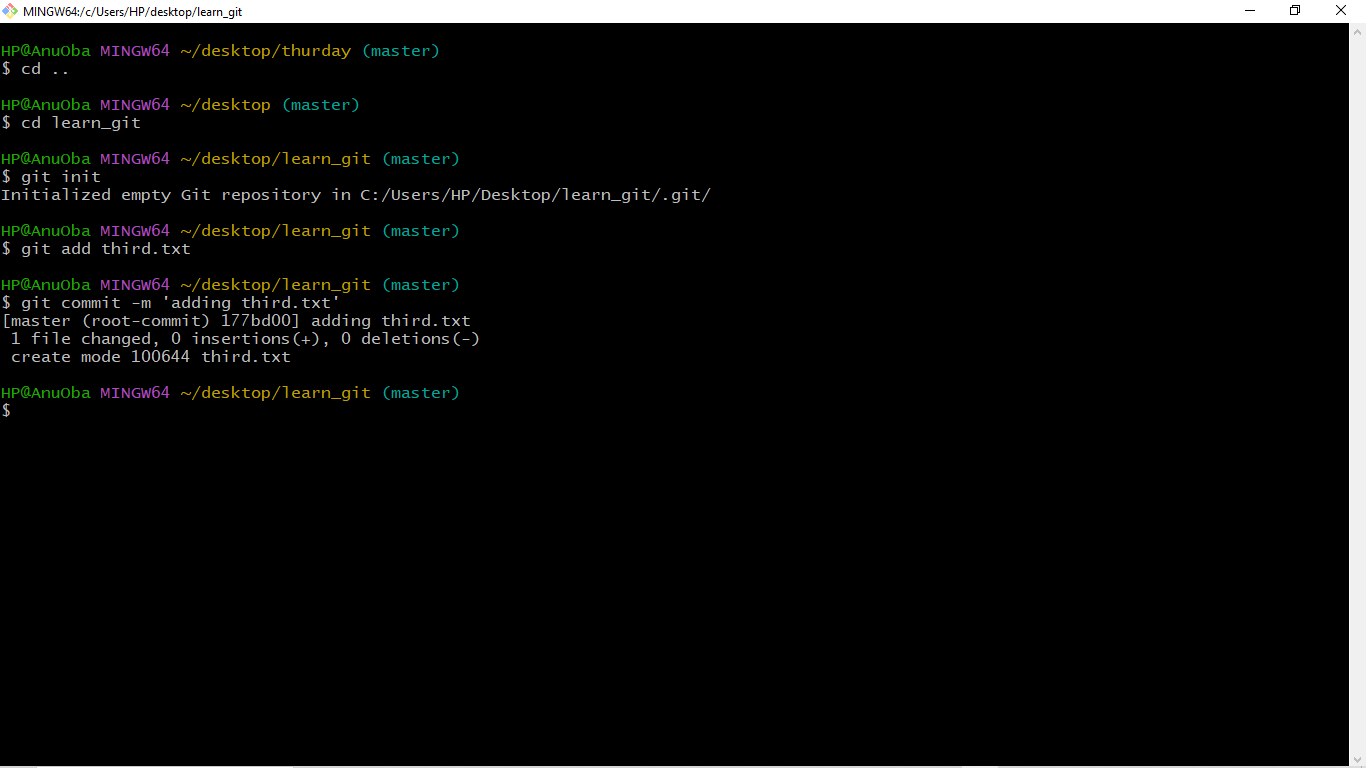 MINGW64:/c/Users/HP/desktop/learn_git
HP@AnuOba MINGW64 ~/desktop/thurday (master)
$ cd ..
HP@AnuOba MINGW64 ~/desktop (master)
$ cd learn_git
HP@AnuOba MINGW64 ~/desktop/learn_git (master)
$ git init
Initialized empty Git repository in C:/Users/HP/Desktop/learn_git/.git/
HP@AnuOba MINGW64 ~/desktop/learn_git (master)
$ git add third.txt
HP@AnuOba MINGW64 ~/desktop/learn_git (master)
$ git commit -m 'adding third.txt'
[master (root-commit) 177bd00] adding third.txt
 1 file changed, 0 insertions(+), 0 deletions(-)
 create mode 100644 third.txt
HP@AnuOba MINGW64 ~/desktop/learn_git (master)
$